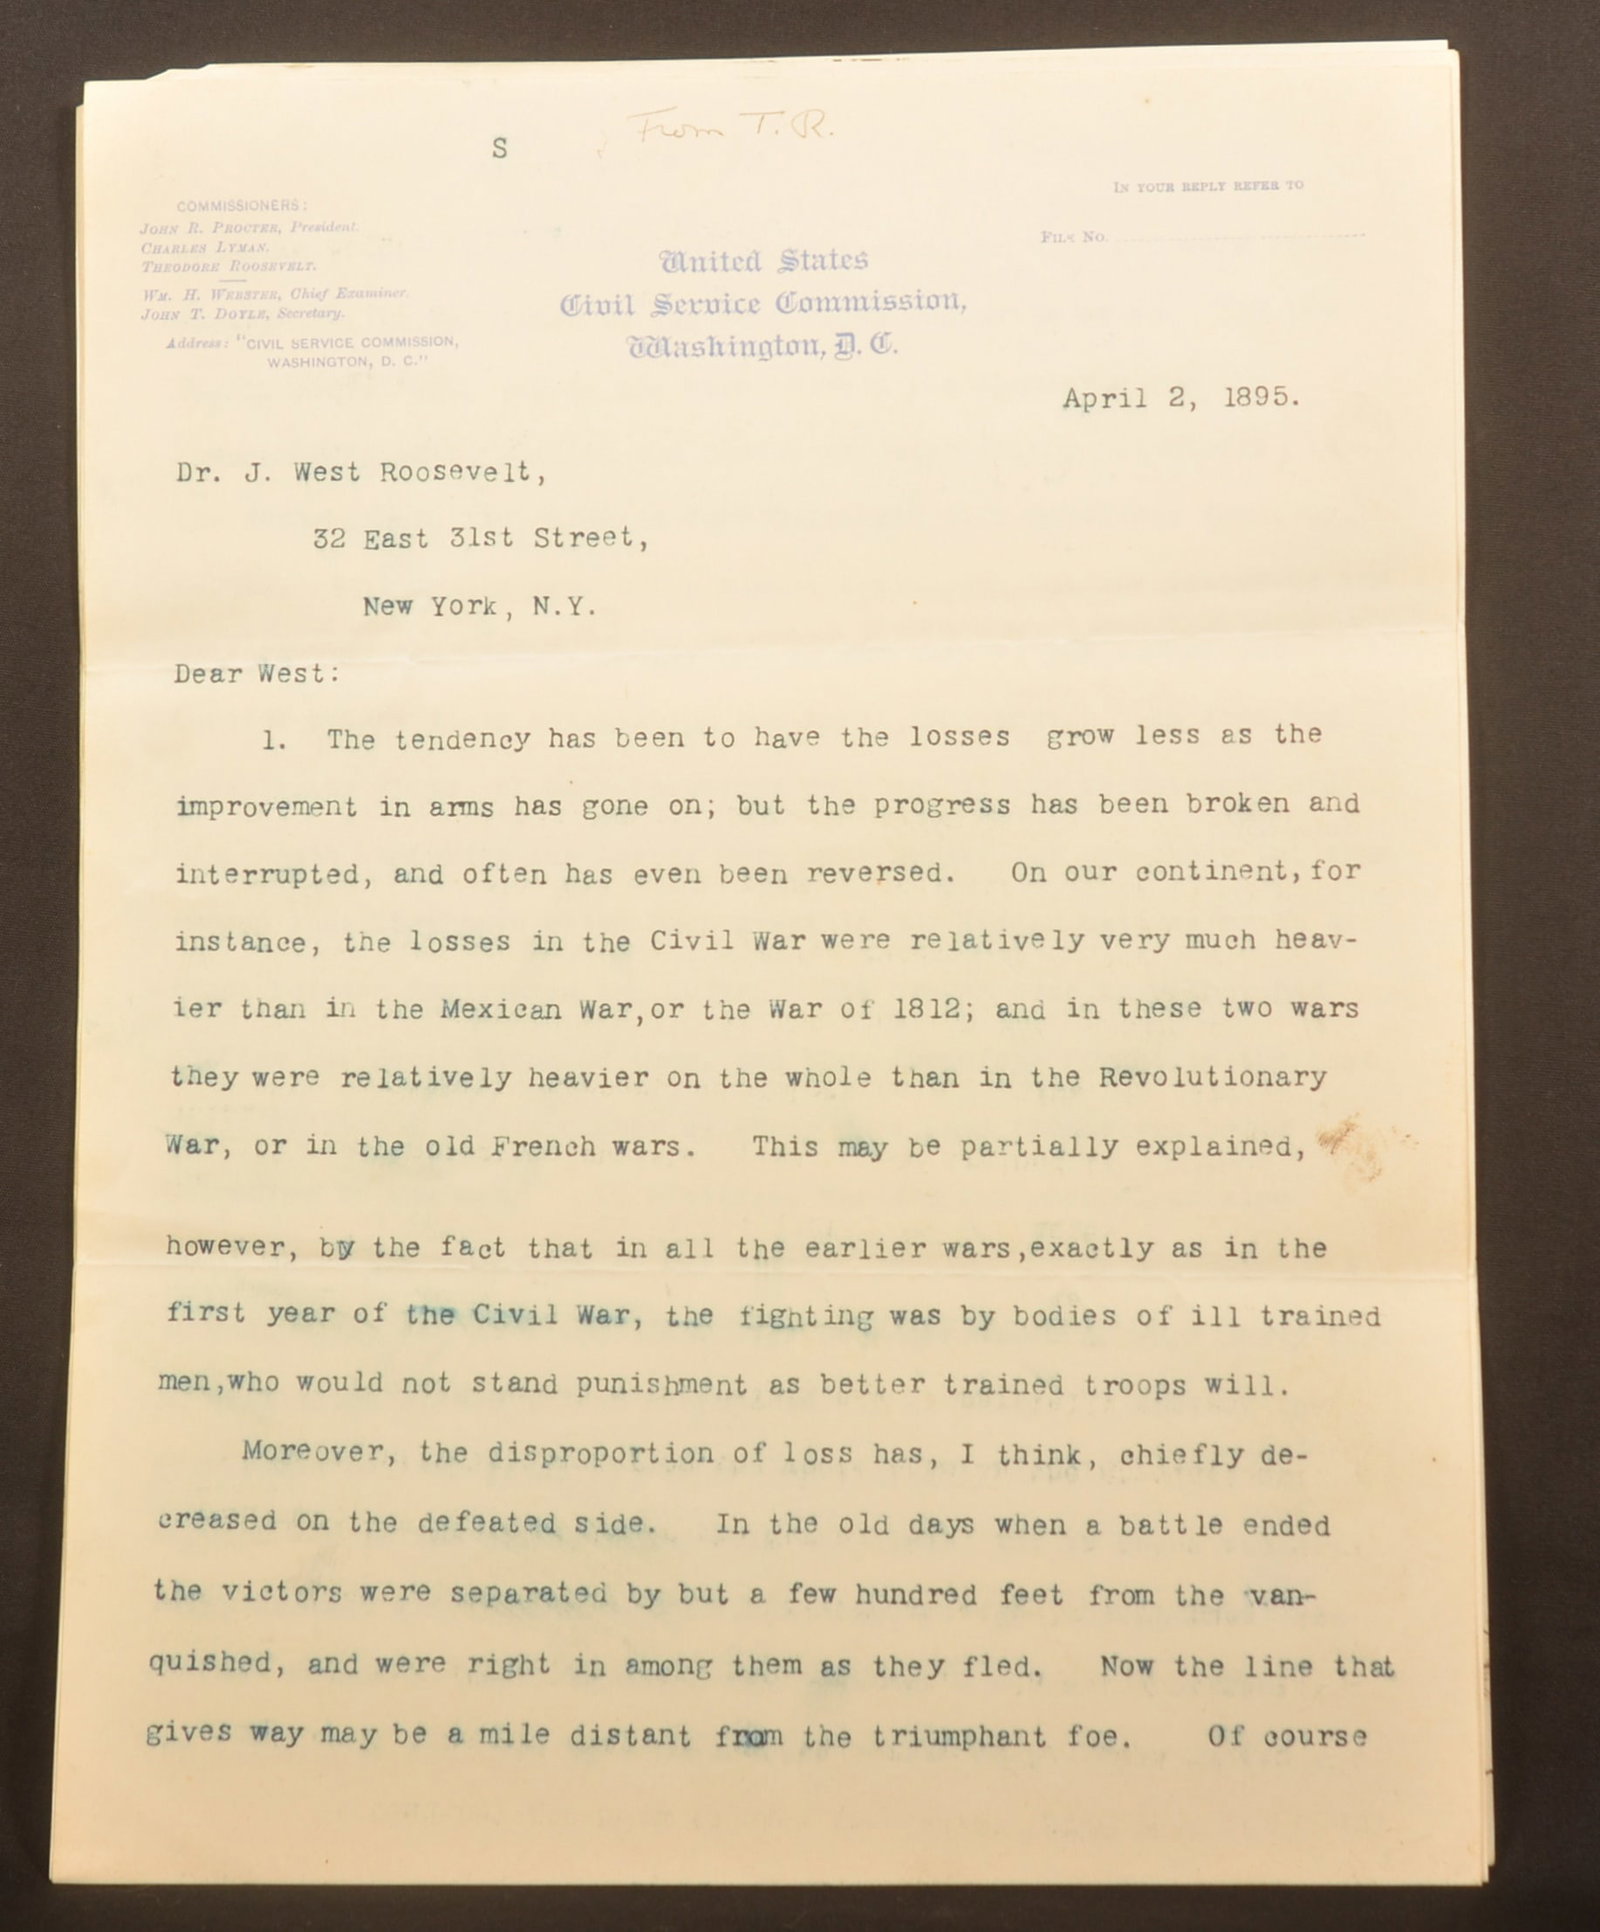 From T. R.
S
IN YOUR REPLY REFER TO
FILE No.
COMMISSIONERS:
JOHN R. PROCTER, President.
CHARLES LYMAN.
THEODORE ROOSEVELT.
WM. H. WEBSTER, Chief Examiner.
JOHN T. DOYLE, Secretary.
Address: "CIVIL SERVICE COMMISSION,
WASHINGTON, D. C."
United States
Civil Service Commission,
Washington, D. C.
April 2, 1895.
Dr. J. West Roosevelt,
32 East 31st Street,
New York, N.Y.
Dear West:
1. The tendency has been to have the losses grow less as the
improvement in arms has gone on; but the progress has been broken and
interrupted, and often has even been reversed. On our continent, for
instance, the losses in the Civil War were relatively very much heav-
ier than in the Mexican War,or the War of 1812; and in these two wars
they were relatively heavier on the whole than in the Revolutionary
War, or in the old French wars. This may be partially explained,
however, by the fact that in all the earlier wars,exactly as in the
first year of the Civil War, the fighting was by bodies of ill trained
men,who would not stand punishment as better trained troops will.
Moreover, the disproportion of loss has, I think, chiefly de-
creased on the defeated side. In the old days when a battle ended
the victors were separated by but a few hundred feet from the van-
quished, and were right in among them as they fled. Now the line that
gives way may be a mile distant from the triumphant foe. Of course